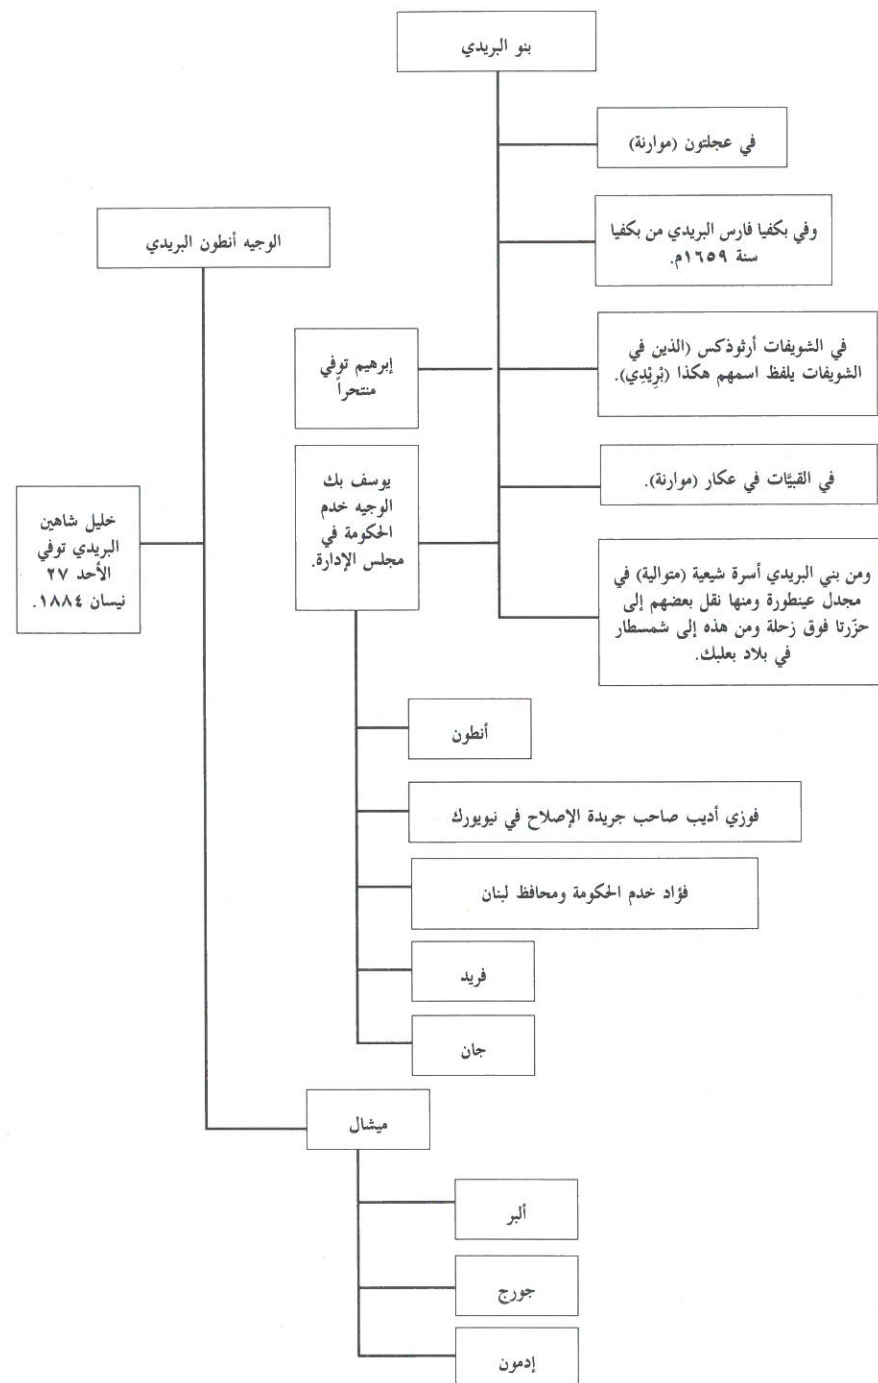 بنو البريدي
في عجلتون (موارنة)
وفي بكفيا فارس البريدي من بكفيا
سنة ١٦٥٩م.
الوجيه أنطون البريدي
في الشويفات أرثوذكس (الذين في
الشويفات يلفظ اسمهم هكذا (بْرِيْدِي).
إبرهيم توفي
منتحراً
في القبيَّات في عكار (موارنة).
يوسف بك
الوجيه خدم
الحكومة في
مجلس الإدارة.
خليل شاهين
البريدي توفي
الأحد ٢٧
نيسان ١٨٨٤.
ومن بني البريدي أسرة شيعية (متوالية) في
مجدل عينطورة ومنها نقل بعضهم إلى
حزّرتا فوق زحلة ومن هذه إلى شمسطار
في بلاد بعلبك.
أنطون
فوزي أديب صاحب جريدة الإصلاح في نيويورك
فؤاد خدم الحكومة ومحافظ لبنان
فريد
جان
ميشال
ألبر
جورج
إدمون